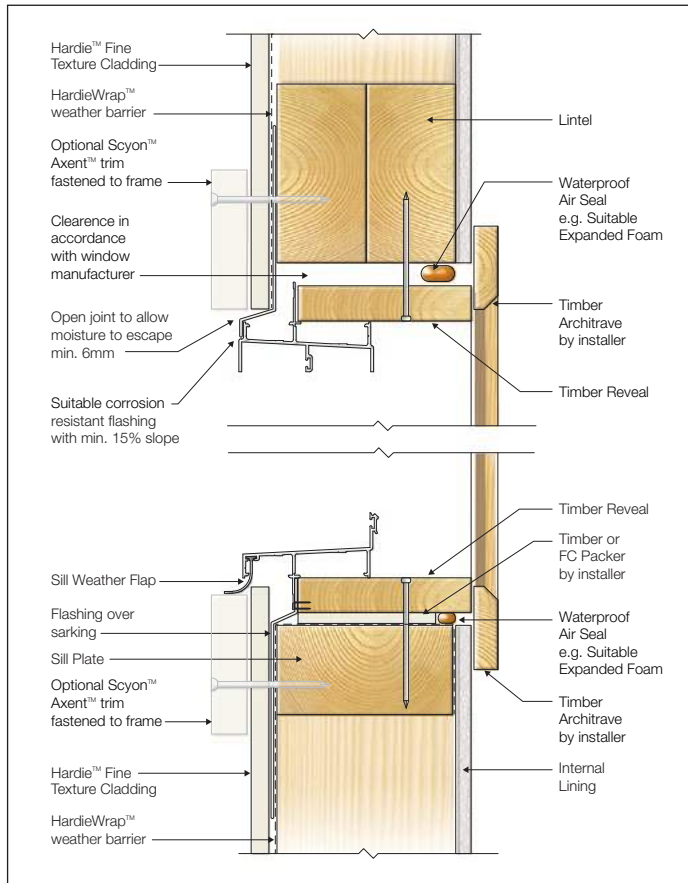 Hardie™ Fine
Texture Cladding
HardieWrap™
weather barrier
Optional Scyon™
Axent™ trim
fastened to frame
Clearence in
accordance
with window
manufacturer
Open joint to allow
moisture to escape
min. 6mm
Suitable corrosion
resistant flashing
with min. 15% slope
Lintel
Waterproof
Air Seal
e.g. Suitable
Expanded Foam
Timber
Architrave
by installer
Timber Reveal
Sill Weather Flap
Flashing over
sarking
Sill Plate
Optional Scyon™
Axent™ trim
fastened to frame
Hardie™ Fine
Texture Cladding
HardieWrap™
weather barrier
Timber Reveal
Timber or
FC Packer
by installer
Waterproof
Air Seal
e.g. Suitable
Expanded Foam
Timber
Architrave
by installer
Internal
Lining